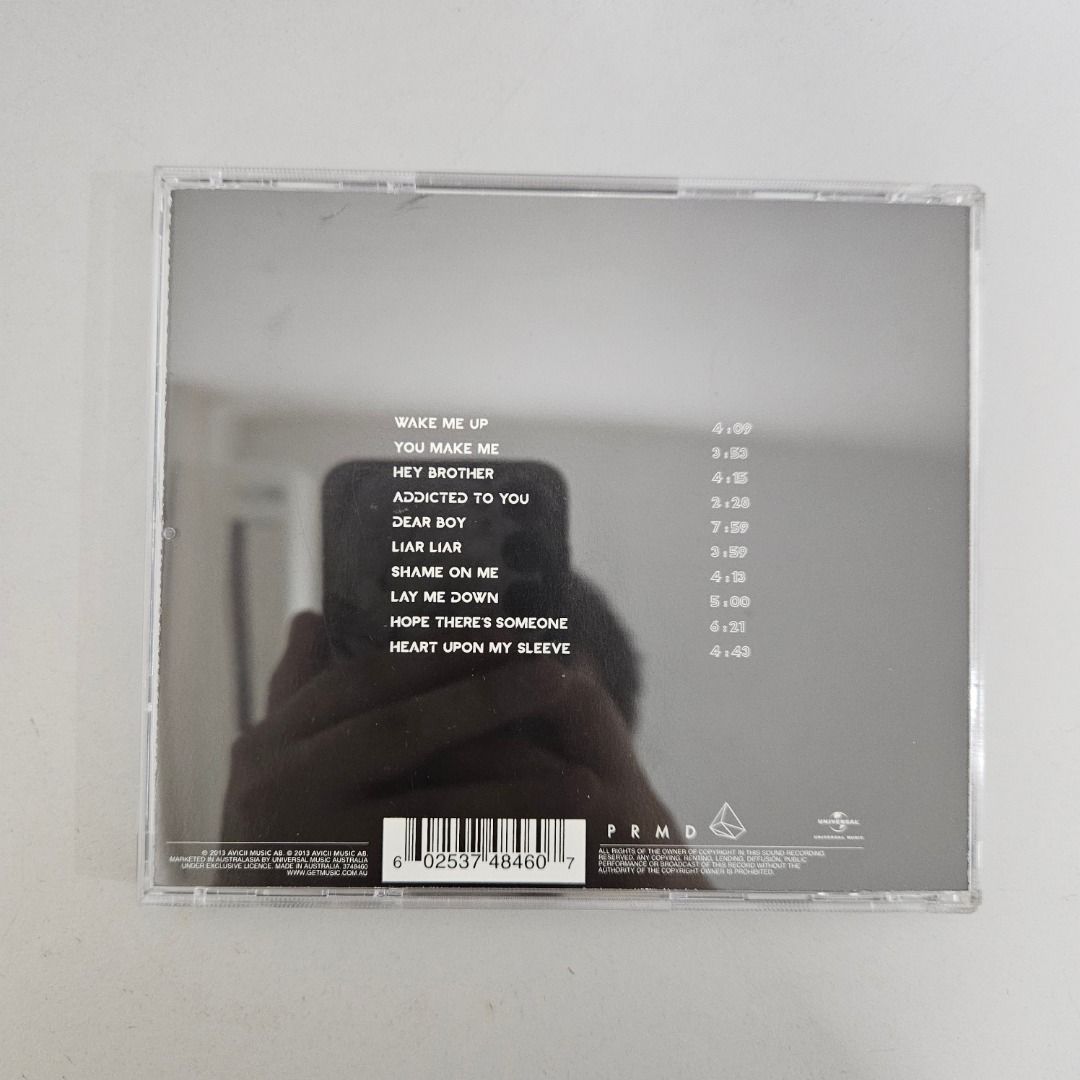 WAKE ME UP 4:09
YOU MAKE ME 3:53
HEY BROTHER 4:15
ADDICTED TO YOU 2:28
DEAR BOY 7:59
LIAR LIAR 3:59
SHAME ON ME 4:13
LAY ME DOWN 5:00
HOPE THERE'S SOMEONE 6:21
HEART UPON MY SLEEVE 4:43
℗ 2013 AVICII MUSIC AB. © 2013 AVICII MUSIC AB.
MARKETED IN AUSTRALASIA BY UNIVERSAL MUSIC AUSTRALIA
UNDER EXCLUSIVE LICENCE. MADE IN AUSTRALIA. 3748460
WWW.GETMUSIC.COM.AU
6 02537 48460 7
PRMD
UNIVERSAL
UNIVERSAL MUSIC
ALL RIGHTS OF THE OWNER OF COPYRIGHT IN THIS SOUND RECORDING
RESERVED. ANY COPYING, RENTING, LENDING, DIFFUSION, PUBLIC
PERFORMANCE OR BROADCAST OF THIS RECORD WITHOUT THE
AUTHORITY OF THE COPYRIGHT OWNER IS PROHIBITED.